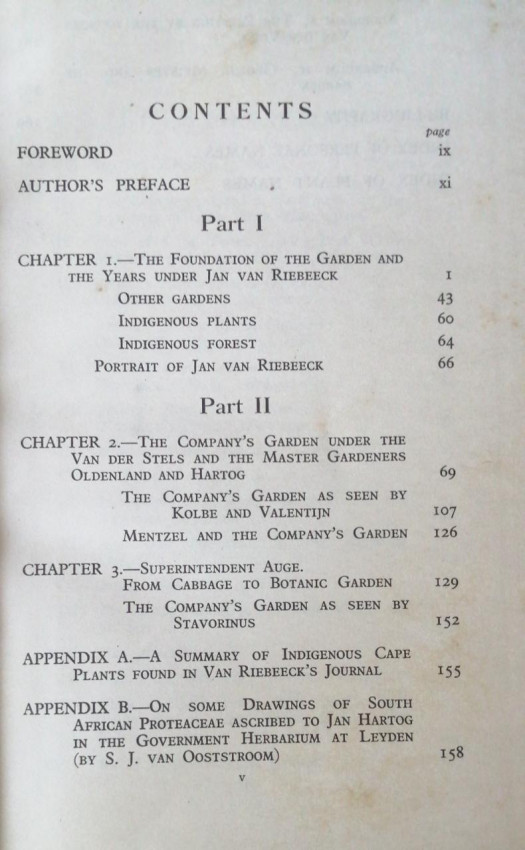 CONTENTS
page
FOREWORD ix
AUTHOR'S PREFACE xi
Part I
CHAPTER 1.—The Foundation of the Garden and
the Years under Jan van Riebeeck 1
Other gardens 43
Indigenous plants 60
Indigenous forest 64
Portrait of Jan van Riebeeck 66
Part II
CHAPTER 2.—The Company's Garden under the
Van der Stels and the Master Gardeners
Oldenland and Hartog 69
The Company's Garden as seen by
Kolbe and Valentijn 107
Mentzel and the Company's Garden 126
CHAPTER 3.—Superintendent Auge.
From Cabbage to Botanic Garden 129
The Company's Garden as seen by
Stavorinus 152
APPENDIX A.—A Summary of Indigenous Cape
Plants found in Van Riebeeck's Journal 155
APPENDIX B.—On some Drawings of South
African Proteaceae ascribed to Jan Hartog
in the Government Herbarium at Leyden
(by S. J. van Ooststroom) 158
v